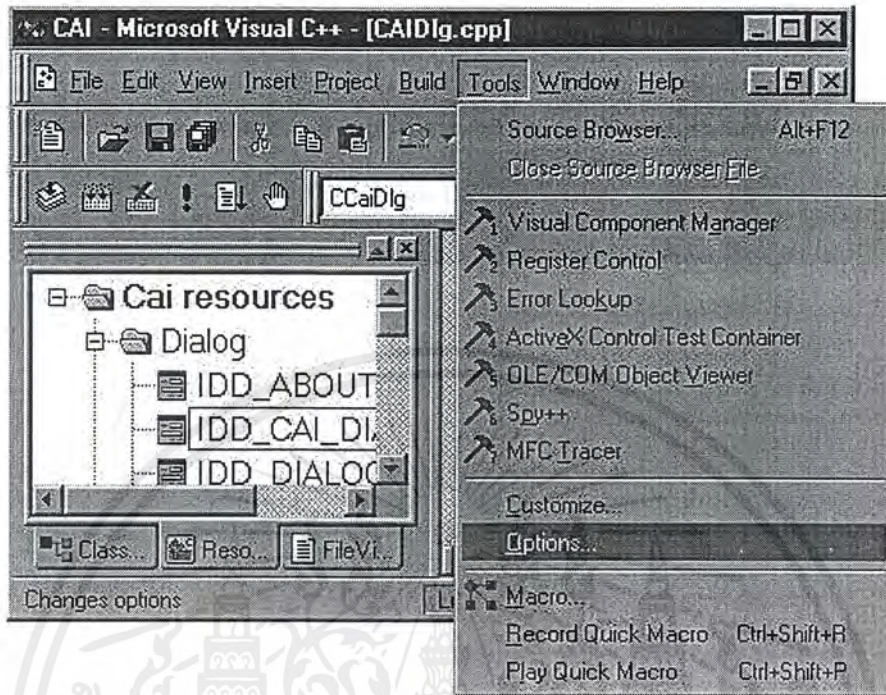 CAI - Microsoft Visual C++ - [CAIDlg.cpp]
File Edit View Insert Project Build Tools Window Help
Source Browser... Alt+F12
Close Source Browser File
CCaiDlg
Visual Component Manager
Register Control
Error Lookup
ActiveX Control Test Container
OLE/COM Object Viewer
Spy++
MFC Tracer
Customize...
Options...
Macro...
Record Quick Macro Ctrl+Shift+R
Play Quick Macro Ctrl+Shift+P
Cai resources
Dialog
IDD_ABOUT
IDD_CAI_DI
IDD_DIALOG
Class... Reso... FileVi...
Changes options